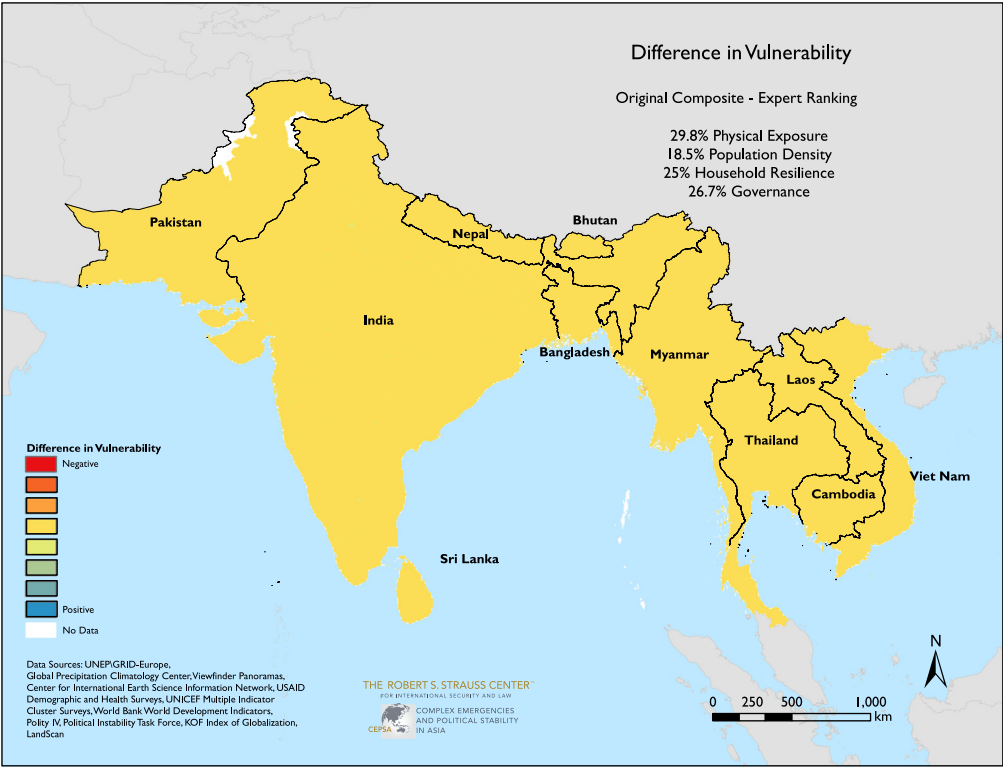 Difference in Vulnerability
Original Composite - Expert Ranking
29.8% Physical Exposure
18.5% Population Density
25% Household Resilience
26.7% Governance
Pakistan
Nepal
Bhutan
India
Bangladesh
Myanmar
Laos
Thailand
Viet Nam
Cambodia
Sri Lanka
Difference in Vulnerability
Negative
Positive
No Data
Data Sources: UNEP\GRID-Europe,
Global Precipitation Climatology Center, Viewfinder Panoramas,
Center for International Earth Science Information Network, USAID
Demographic and Health Surveys, UNICEF Multiple Indicator
Cluster Surveys, World Bank World Development Indicators,
Polity IV, Political Instability Task Force, KOF Index of Globalization,
LandScan
THE ROBERT S. STRAUSS CENTER™
FOR INTERNATIONAL SECURITY AND LAW
CEPSA
COMPLEX EMERGENCIES
AND POLITICAL STABILITY
IN ASIA
N
0 250 500 1,000
km